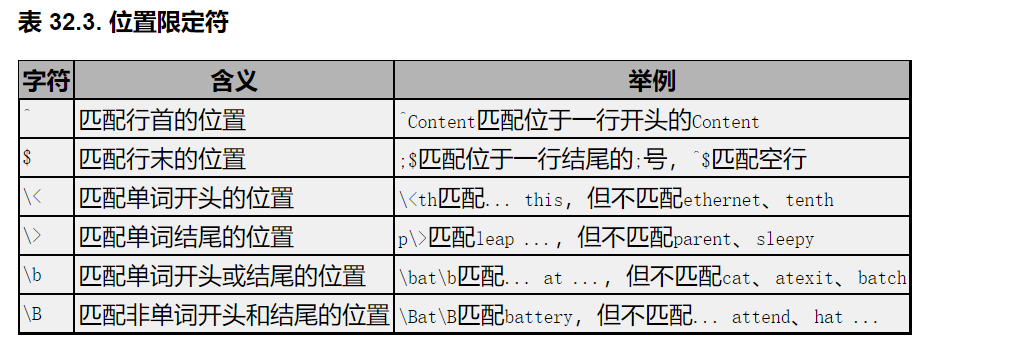 表 32.3. 位置限定符
字符 含义 举例
^ 匹配行首的位置 ^Content匹配位于一行开头的Content
$ 匹配行末的位置 ;$匹配位于一行结尾的;号，^$匹配空行
\< 匹配单词开头的位置 \<th匹配... this，但不匹配ethernet、tenth
\> 匹配单词结尾的位置 p\>匹配leap ...，但不匹配parent、sleepy
\b 匹配单词开头或结尾的位置 \bat\b匹配... at ...，但不匹配cat、atexit、batch
\B 匹配非单词开头和结尾的位置 \Bat\B匹配battery，但不匹配... attend、hat ...